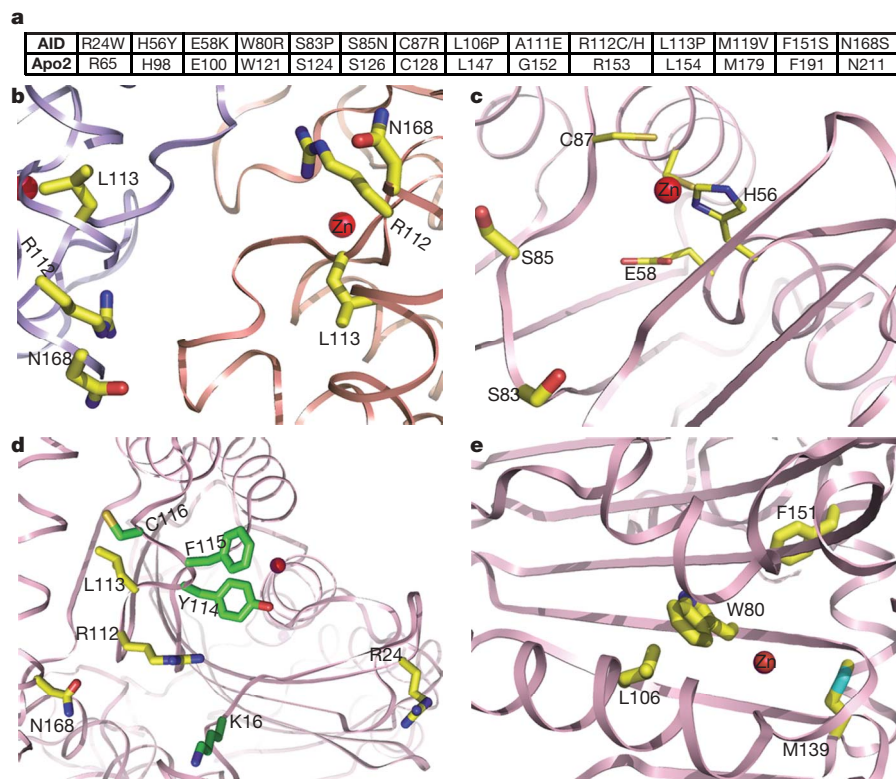 a
AID R24W H56Y E58K W80R S83P S85N C87R L106P A111E R112C/H L113P M119V F151S N168S
Apo2 R65 H98 E100 W121 S124 S126 C128 L147 G152 R153 L154 M179 F191 N211
b
N168
L113
R112
Zn
R112
N168
L113
c
C87
Zn
H56
S85
E58
S83
d
C116
F115
L113
Y114
R112
R24
N168
K16
e
F151
W80
Zn
L106
M139